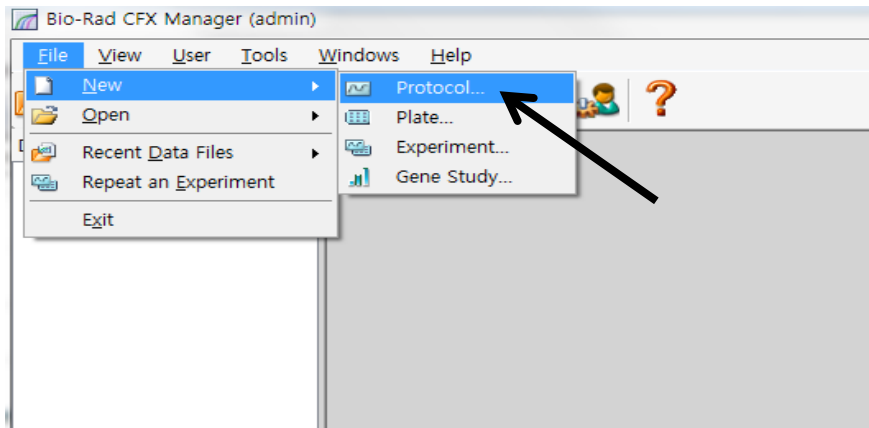 Bio-Rad CFX Manager (admin)
File View User Tools Windows Help
New
Open
Recent Data Files
Repeat an Experiment
Exit
Protocol...
Plate...
Experiment...
Gene Study...